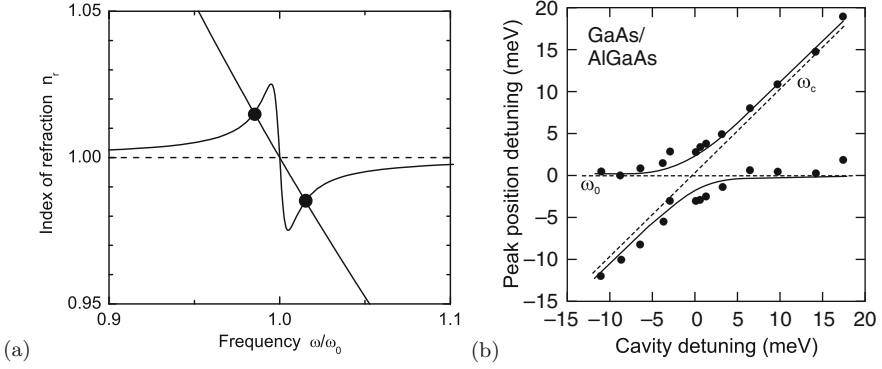 1.05
1.00
0.95
Index of refraction nr
0.9
1.0
1.1
Frequency ω/ω0
(a)
20
15
10
5
0
−5
−10
−15
Peak position detuning (meV)
GaAs/
AlGaAs
ωc
ω0
−15 −10 −5 0 5 10 15 20
Cavity detuning (meV)
(b)